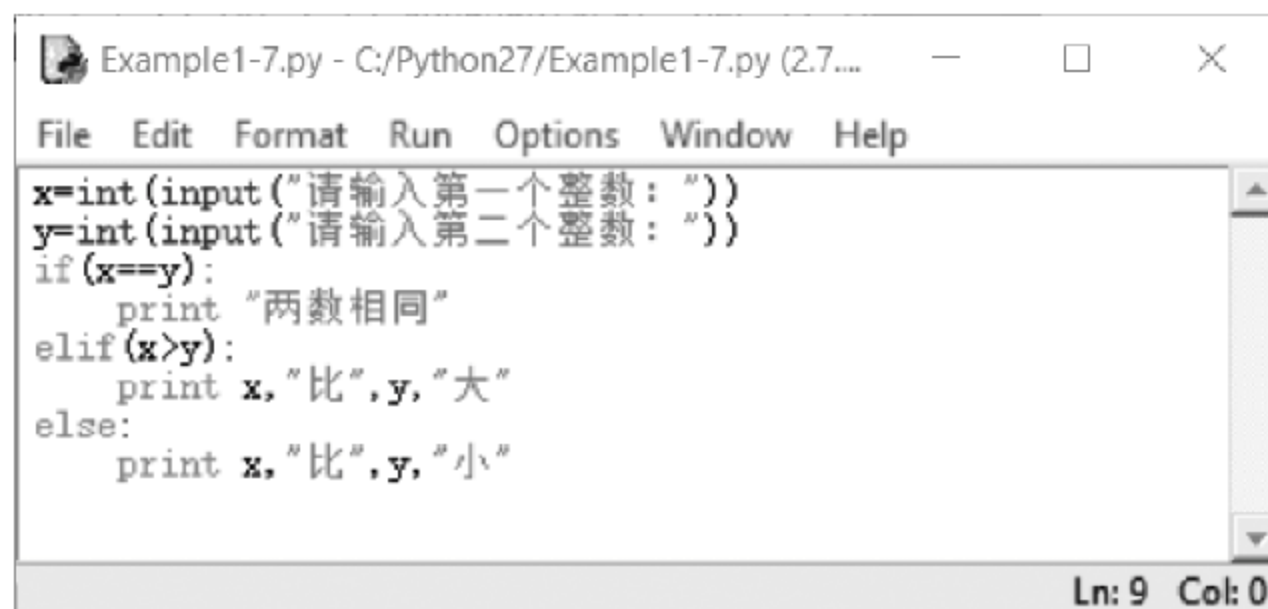 Example1-7.py - C:/Python27/Example1-7.py (2.7....
File Edit Format Run Options Window Help
x=int(input("请输入第一个整数："))
y=int(input("请输入第二个整数："))
if(x==y):
    print "两数相同"
elif(x>y):
    print x,"比",y,"大"
else:
    print x,"比",y,"小"
Ln: 9 Col: 0